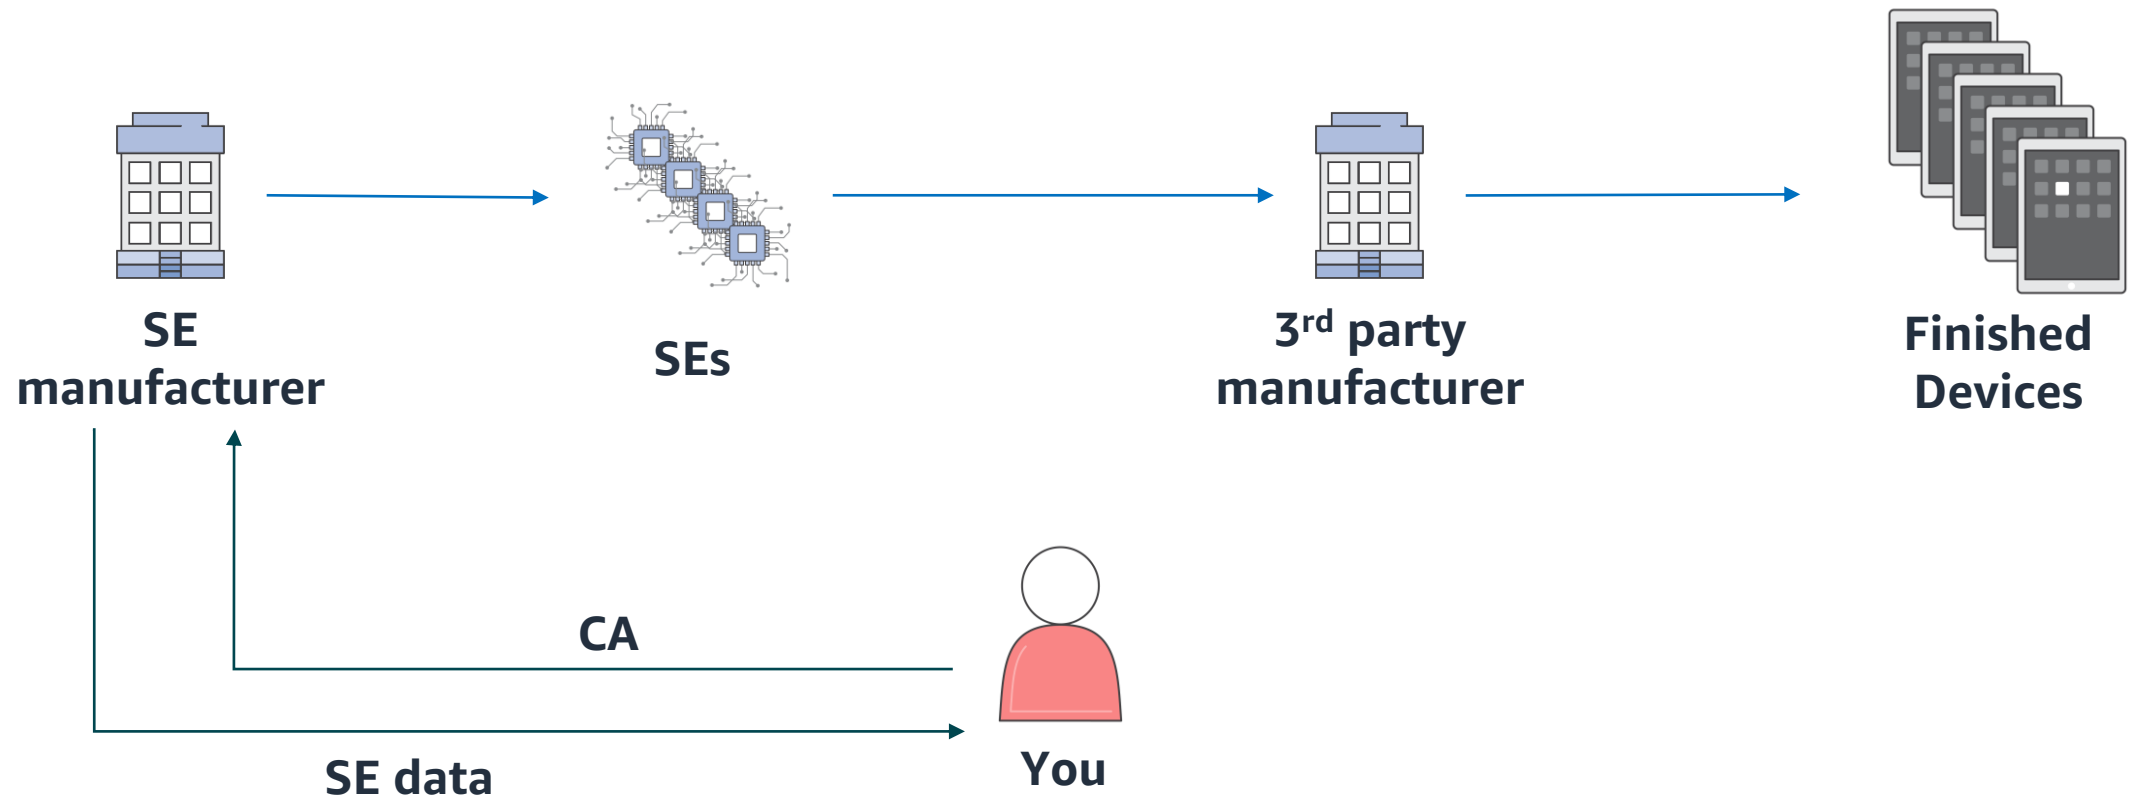 SE
manufacturer
SEs
3rd party
manufacturer
Finished
Devices
CA
SE data
You